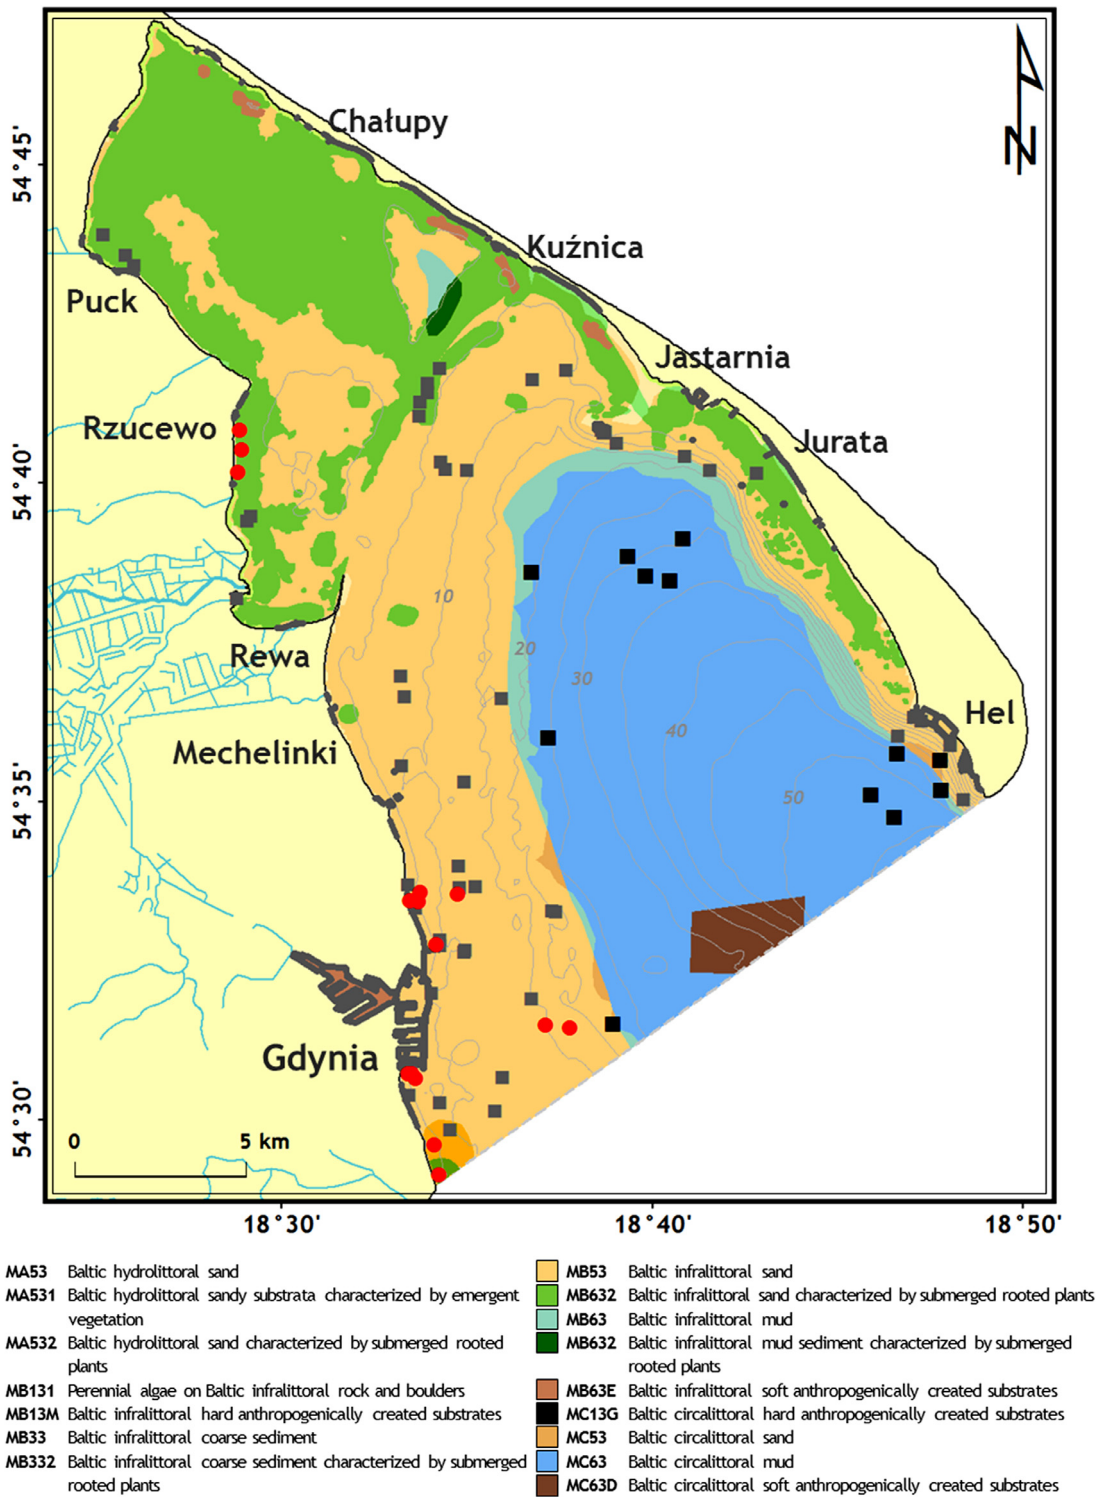 N
Chałupy
54°45'
Kuźnica
Puck
Jastarnia
Rzucewo
Jurata
54°40'
10
Rewa
20
30
Hel
40
Mechelinki
50
54°35'
Gdynia
54°30'
0 5 km
18°30' 18°40' 18°50'
MA53 Baltic hydrolittoral sand
MA531 Baltic hydrolittoral sandy substrata characterized by emergent
vegetation
MA532 Baltic hydrolittoral sand characterized by submerged rooted
plants
MB131 Perennial algae on Baltic infralittoral rock and boulders
MB13M Baltic infralittoral hard anthropogenically created substrates
MB33 Baltic infralittoral coarse sediment
MB332 Baltic infralittoral coarse sediment characterized by submerged
rooted plants
MB53 Baltic infralittoral sand
MB632 Baltic infralittoral sand characterized by submerged rooted plants
MB63 Baltic infralittoral mud
MB632 Baltic infralittoral mud sediment characterized by submerged
rooted plants
MB63E Baltic infralittoral soft anthropogenically created substrates
MC13G Baltic circalittoral hard anthropogenically created substrates
MC53 Baltic circalittoral sand
MC63 Baltic circalittoral mud
MC63D Baltic circalittoral soft anthropogenically created substrates